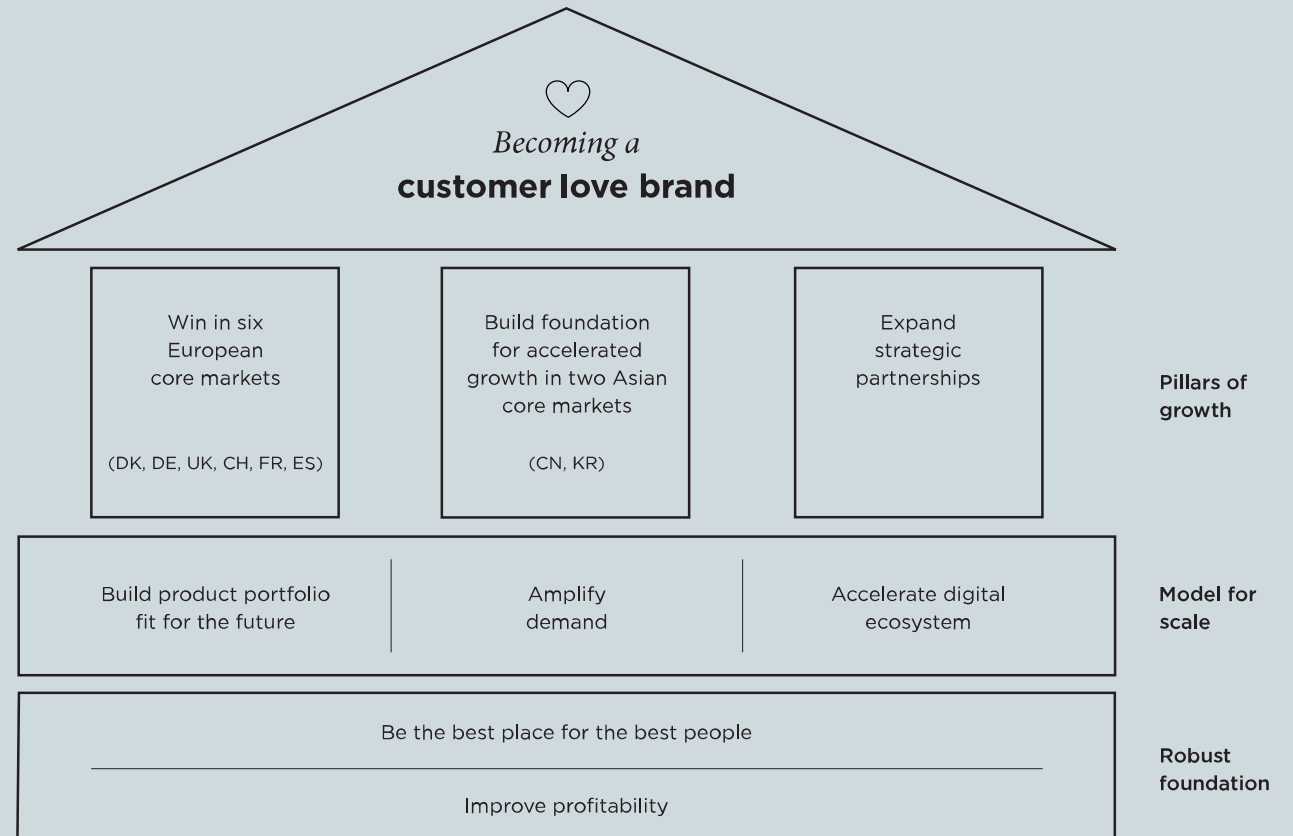 Becoming a
customer love brand
Win in six
European
core markets
(DK, DE, UK, CH, FR, ES)
Build foundation
for accelerated
growth in two Asian
core markets
(CN, KR)
Expand
strategic
partnerships
Pillars of
growth
Build product portfolio
fit for the future
Amplify
demand
Accelerate digital
ecosystem
Model for
scale
Be the best place for the best people
Improve profitability
Robust
foundation